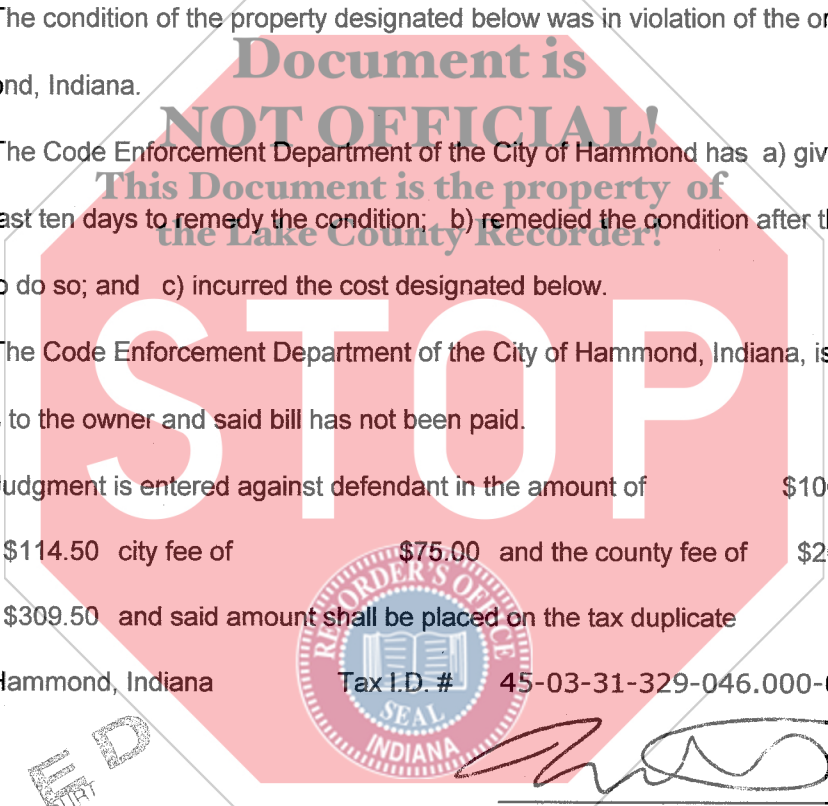 The condition of the property designated below was in violation of the
Document is
ond, Indiana.
NOT OFFICIAL!
The Code Enforcement Department of the City of Hammond has a) giv
This Document is the property of
ast ten days to remedy the condition; b) remedied the condition after
the Lake County Recorder!
o do so; and c) incurred the cost designated below.
The Code Enforcement Department of the City of Hammond, Indiana, is
to the owner and said bill has not been paid.
STOP
Judgment is entered against defendant in the amount of $10
$114.50 city fee of $75.00 and the county fee of $2
$309.50 and said amount shall be placed on the tax duplicate
RECORDER'S OFFICE
Hammond, Indiana Tax I.D. # 45-03-31-329-046.000-
SEAL
INDIANA